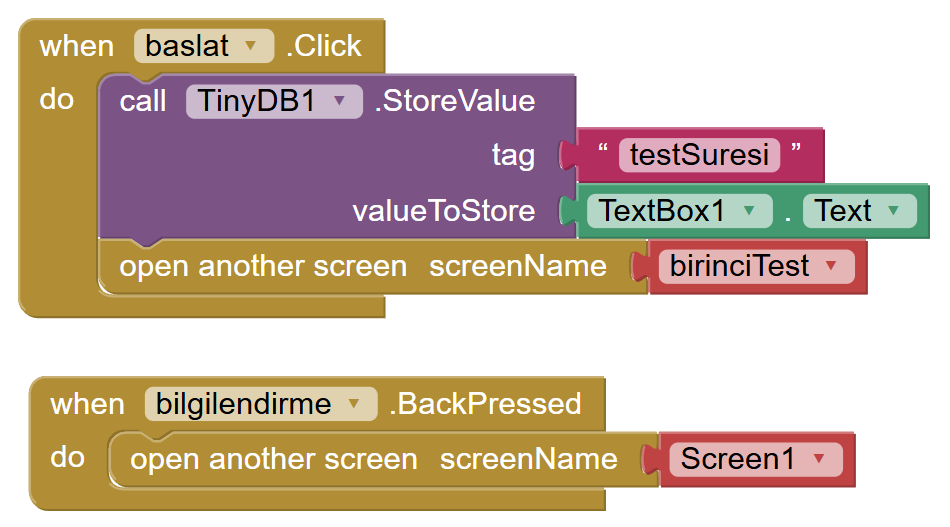 when baslat .Click
do call TinyDB1 .StoreValue
tag “ testSuresi ”
valueToStore TextBox1 . Text
open another screen screenName birinciTest
when bilgilendirme .BackPressed
do open another screen screenName Screen1